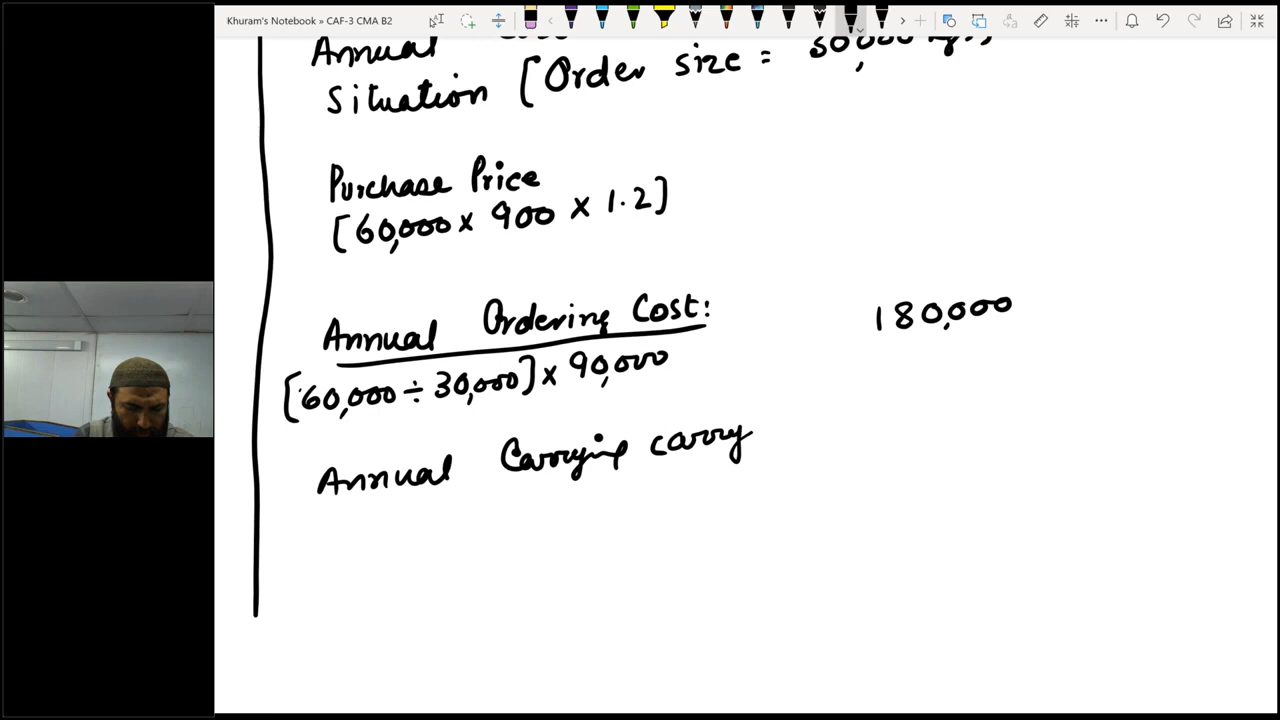 Khuram's Notebook » CAF-3 CMA B2
Annual
Situation [Order size =
Purchase Price
[60,000 x 900 x 1.2]
Annual Ordering Cost: 180,000
[60,000 ÷ 30,000] x 90,000
Annual Carrying carry